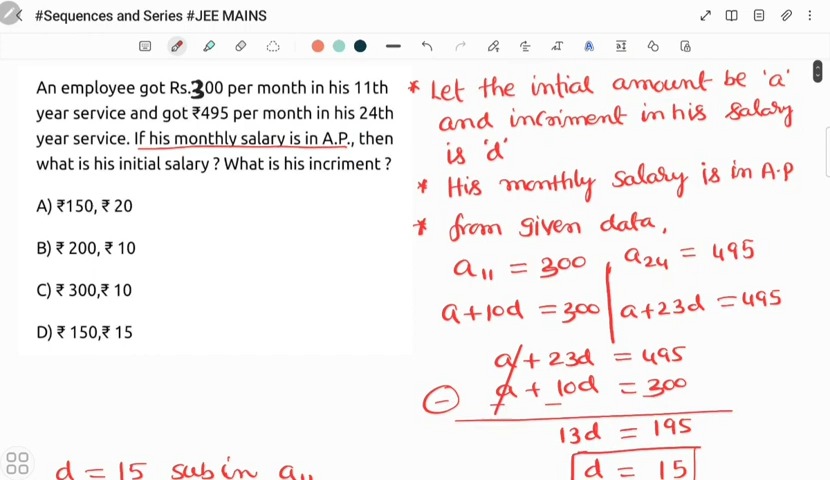 #Sequences and Series #JEE MAINS
An employee got Rs.300 per month in his 11th
year service and got ₹495 per month in his 24th
year service. If his monthly salary is in A.P., then
what is his initial salary ? What is his incriment ?
A) ₹150, ₹ 20
B) ₹ 200, ₹ 10
C) ₹ 300,₹ 10
D) ₹ 150,₹ 15
* Let the intial amount be 'a'
and incriment in his salary
is 'd'
* His monthly salary is in A.P
* from given data,
a11 = 300 | a24 = 495
a+10d = 300 | a+23d = 495
a + 23d = 495
a + 10d = 300
13d = 195
d = 15
d = 15 sub in a11